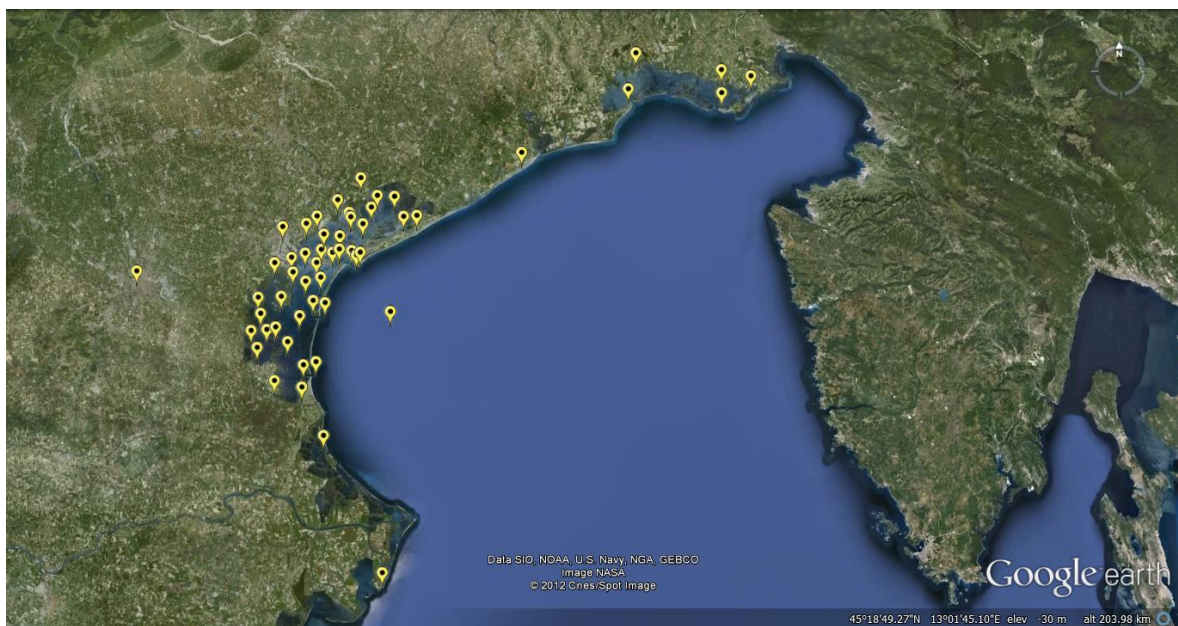 N
Data SIO, NOAA, U.S. Navy, NGA, GEBCO
Image NASA
© 2012 Cnes/Spot Image
Google earth
45°18'49.27"N 13°01'45.10"E elev -30 m alt 203.98 km